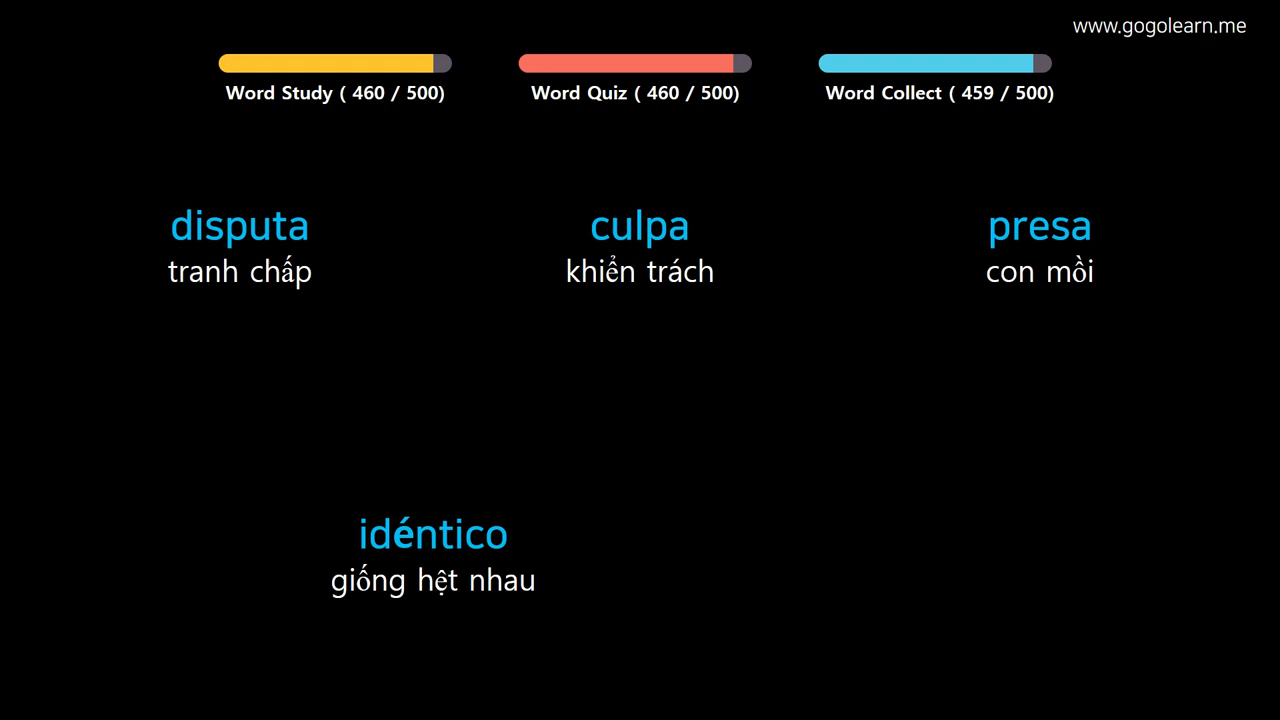 www.gogolearn.me
Word Study ( 460 / 500)
Word Quiz ( 460 / 500)
Word Collect ( 459 / 500)
disputa
tranh chấp
culpa
khiển trách
presa
con mồi
idéntico
giống hệt nhau